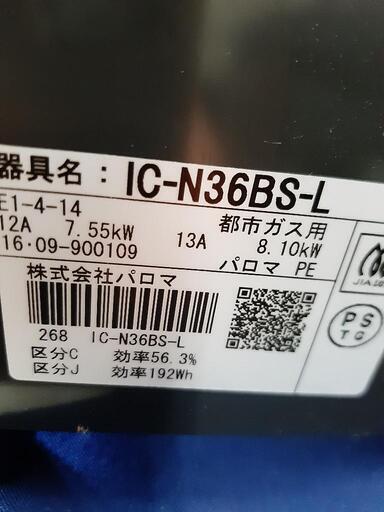 器具名： IC-N36BS-L
E1-4-14
都市ガス用
12A 7.55kW 13A 8.10kW
16・09-900109 パロマ PE
株式会社パロマ
268 IC-N36BS-L
区分C 効率56.3%
区分J 効率192Wh
JIA
PS
TG